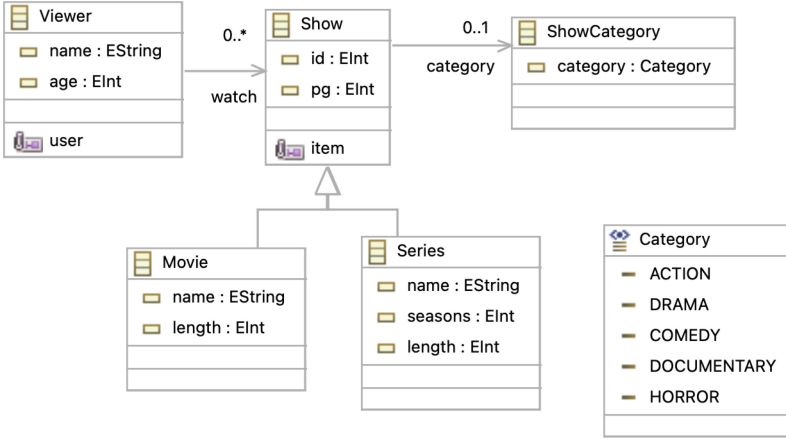 Viewer
name : EString
age : EInt
user
0..*
watch
Show
id : EInt
pg : EInt
item
0..1
category
ShowCategory
category : Category
Movie
name : EString
length : EInt
Series
name : EString
seasons : EInt
length : EInt
Category
ACTION
DRAMA
COMEDY
DOCUMENTARY
HORROR